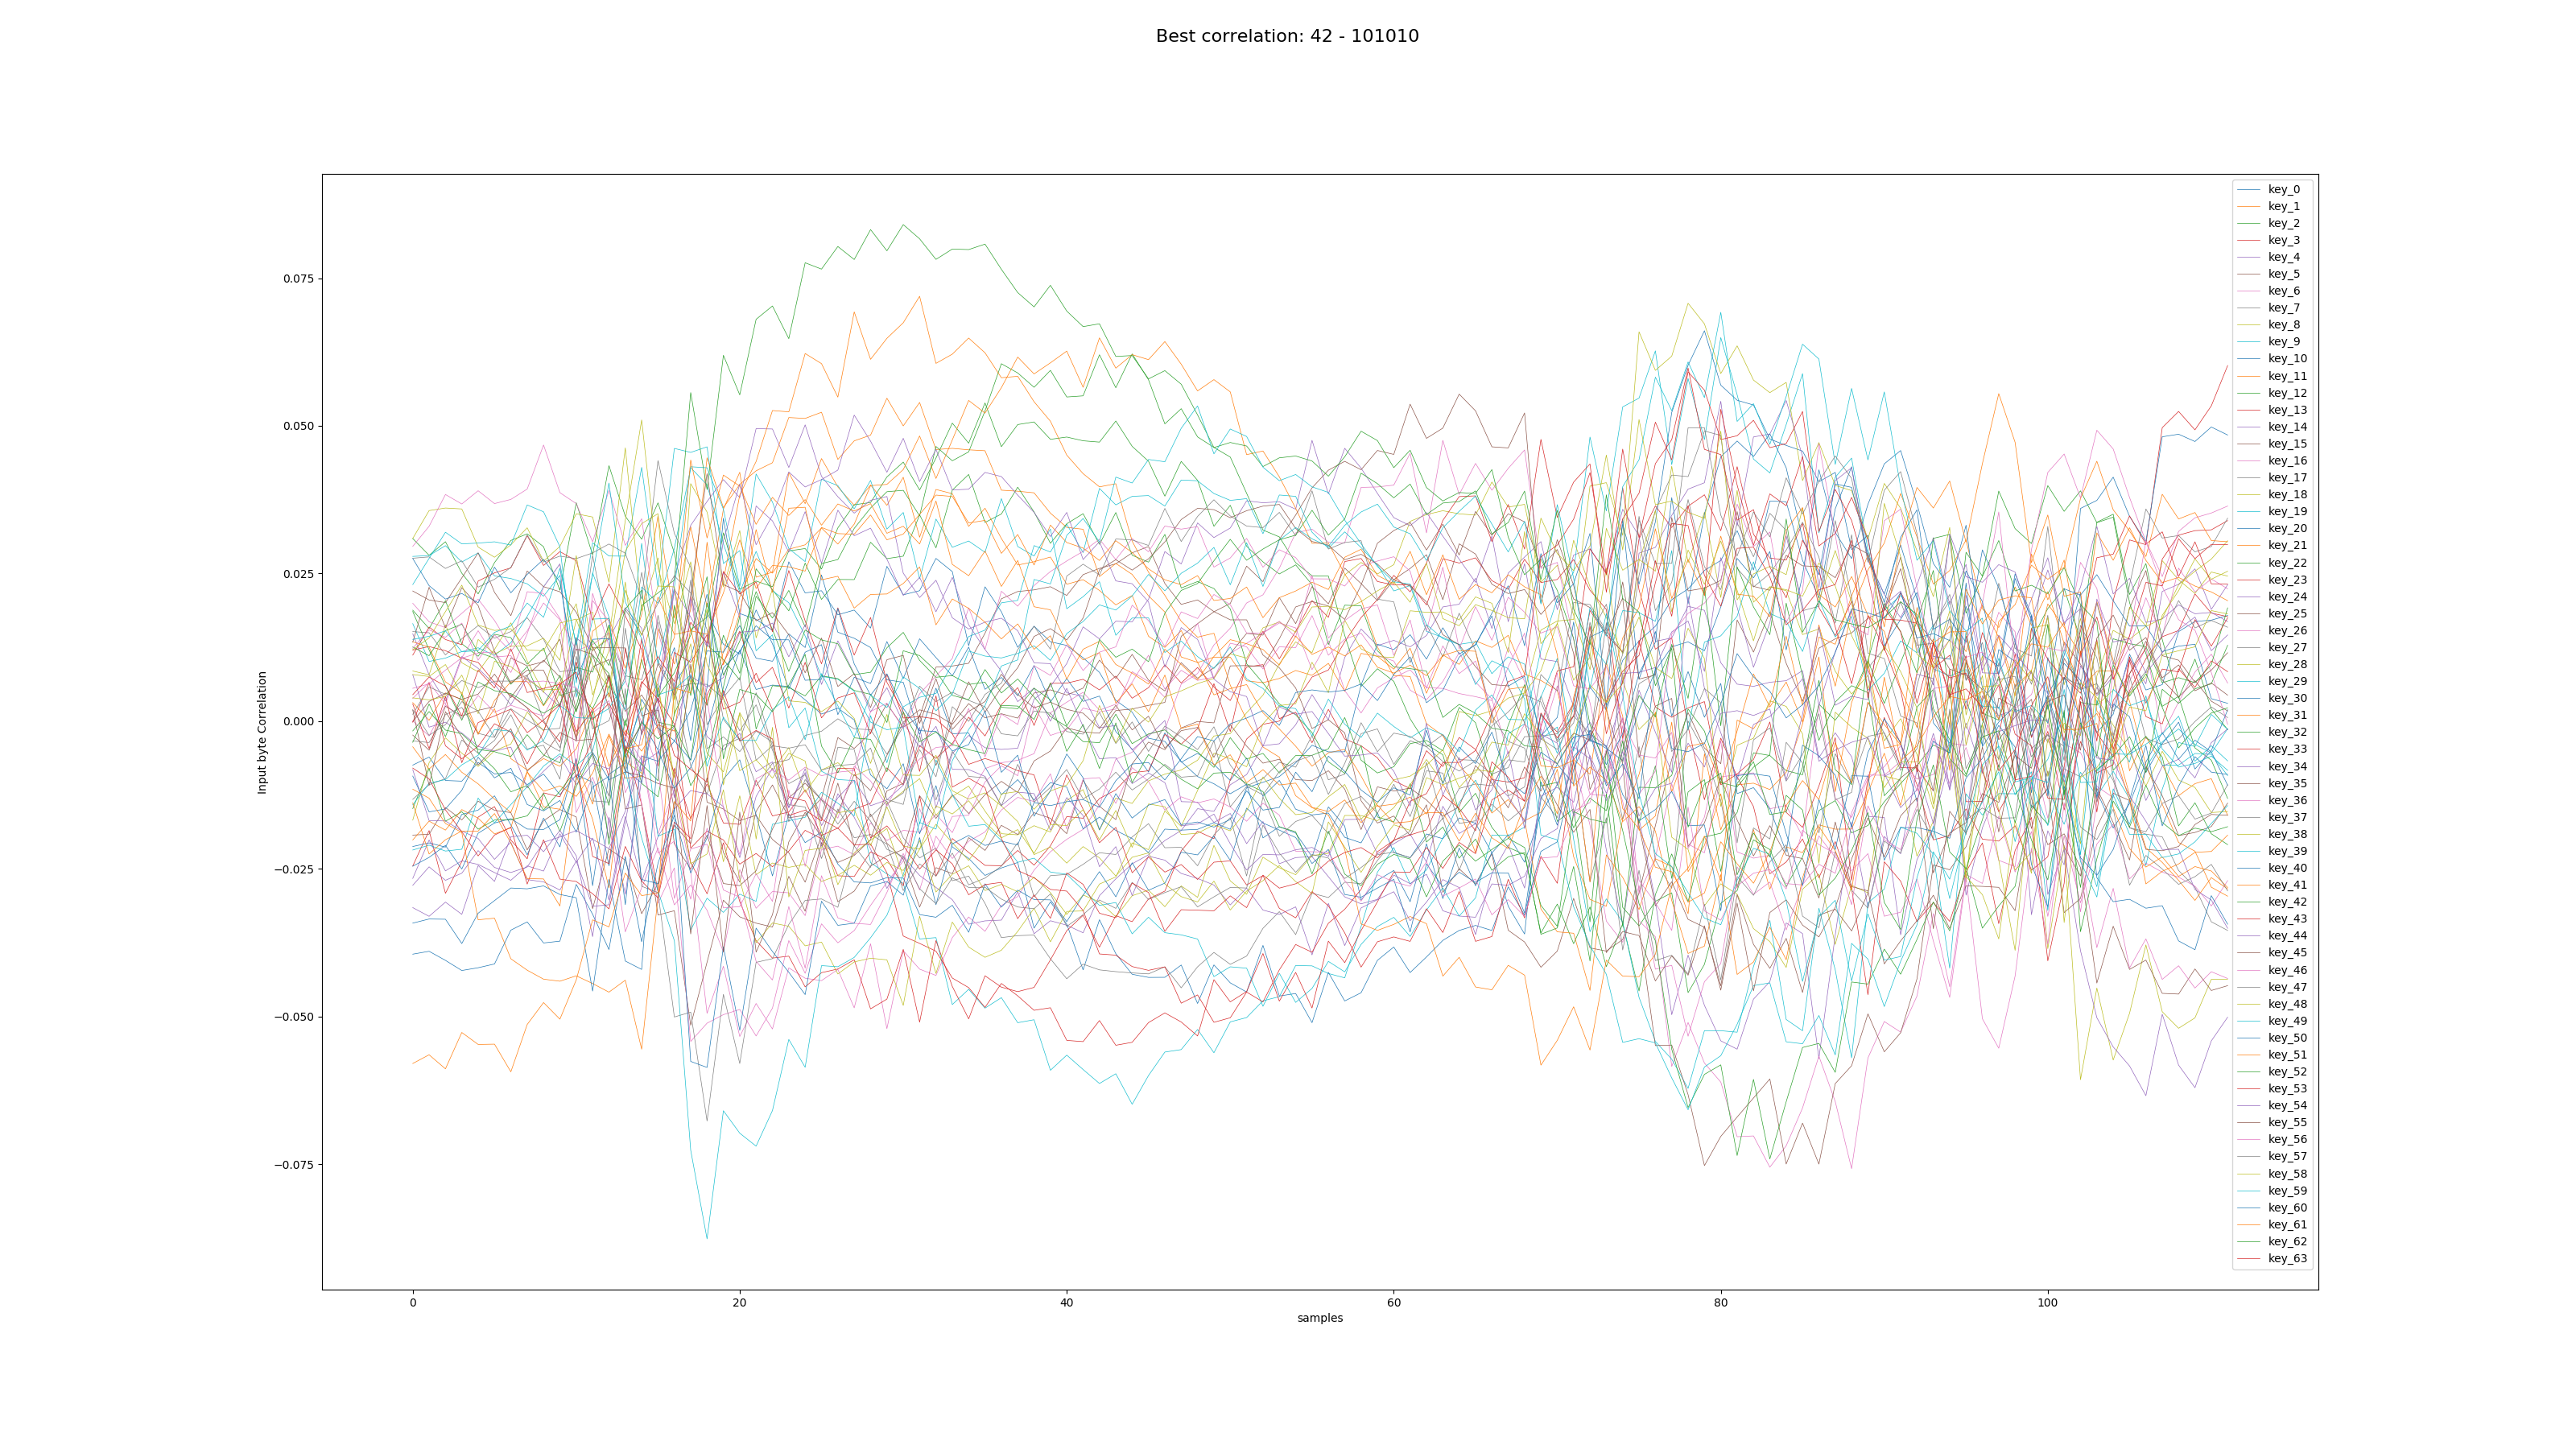 Best correlation: 42 - 101010
Input byte Correlation
0.075
0.050
0.025
0.000
−0.025
−0.050
−0.075
0 20 40 60 80 100
samples
key_0
key_1
key_2
key_3
key_4
key_5
key_6
key_7
key_8
key_9
key_10
key_11
key_12
key_13
key_14
key_15
key_16
key_17
key_18
key_19
key_20
key_21
key_22
key_23
key_24
key_25
key_26
key_27
key_28
key_29
key_30
key_31
key_32
key_33
key_34
key_35
key_36
key_37
key_38
key_39
key_40
key_41
key_42
key_43
key_44
key_45
key_46
key_47
key_48
key_49
key_50
key_51
key_52
key_53
key_54
key_55
key_56
key_57
key_58
key_59
key_60
key_61
key_62
key_63